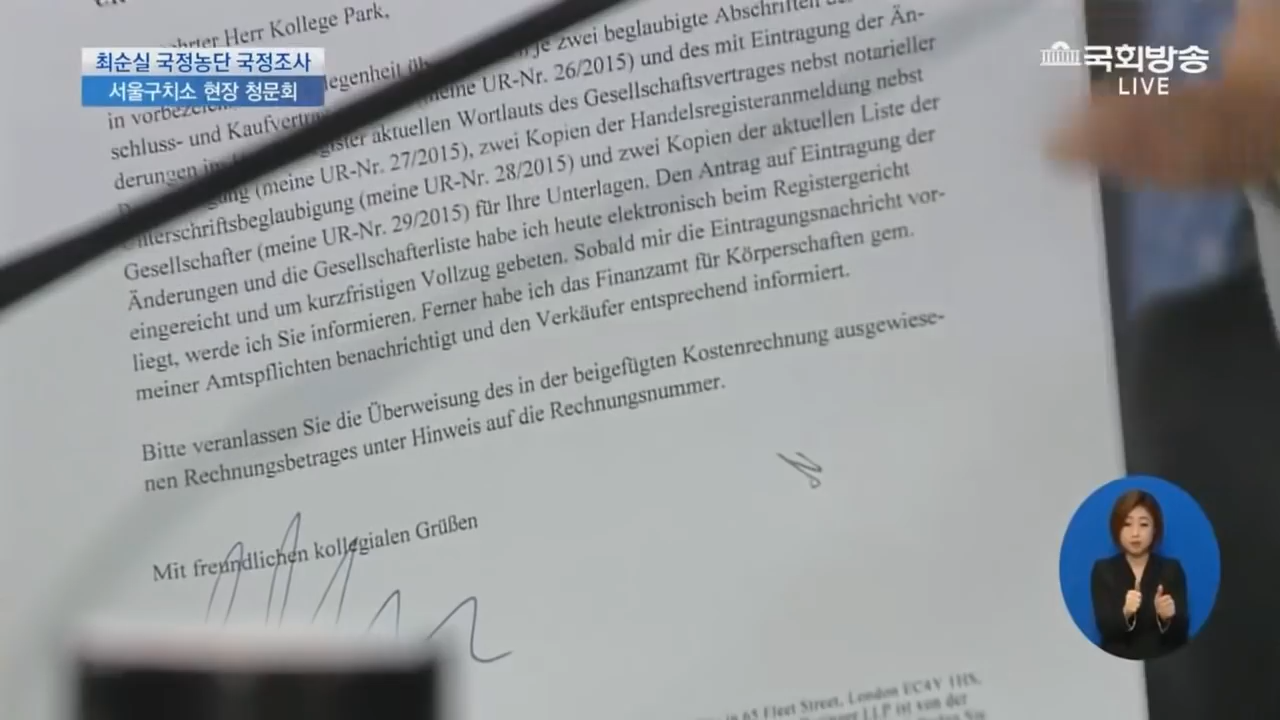 최순실 국정농단 국정조사
서울구치소 현장 청문회
국회방송
LIVE
Herr Kollege Park,
je zwei beglaubigte Abschriften
in
UR-Nr. 26/2015) und des mit Eintragung der Än-
schluss- und
aktuellen Wortlauts des Gesellschaftsvertrages nebst notarieller
derungen
(meine UR-Nr. 27/2015), zwei Kopien der Handelsregisteranmeldung nebst
Unterschriftsbeglaubigung (meine UR-Nr. 28/2015) und zwei Kopien der aktuellen Liste der
Gesellschafter (meine UR-Nr. 29/2015) für Ihre Unterlagen. Den Antrag auf Eintragung der
Änderungen und die Gesellschafterliste habe ich heute elektronisch beim Registergericht
eingereicht und um kurzfristigen Vollzug gebeten. Sobald mir die Eintragungsnachricht vor-
liegt, werde ich Sie informieren. Ferner habe ich das Finanzamt für Körperschaften gem.
meiner Amtspflichten benachrichtigt und den Verkäufer entsprechend informiert.
Bitte veranlassen Sie die Überweisung des in der beigefügten Kostenrechnung ausgewiese-
nen Rechnungsbetrages unter Hinweis auf die Rechnungsnummer.
Mit freundlichen kollegialen Grüßen
in 65 Fleet Street, London EC4Y 1HS,
LLP ist von der